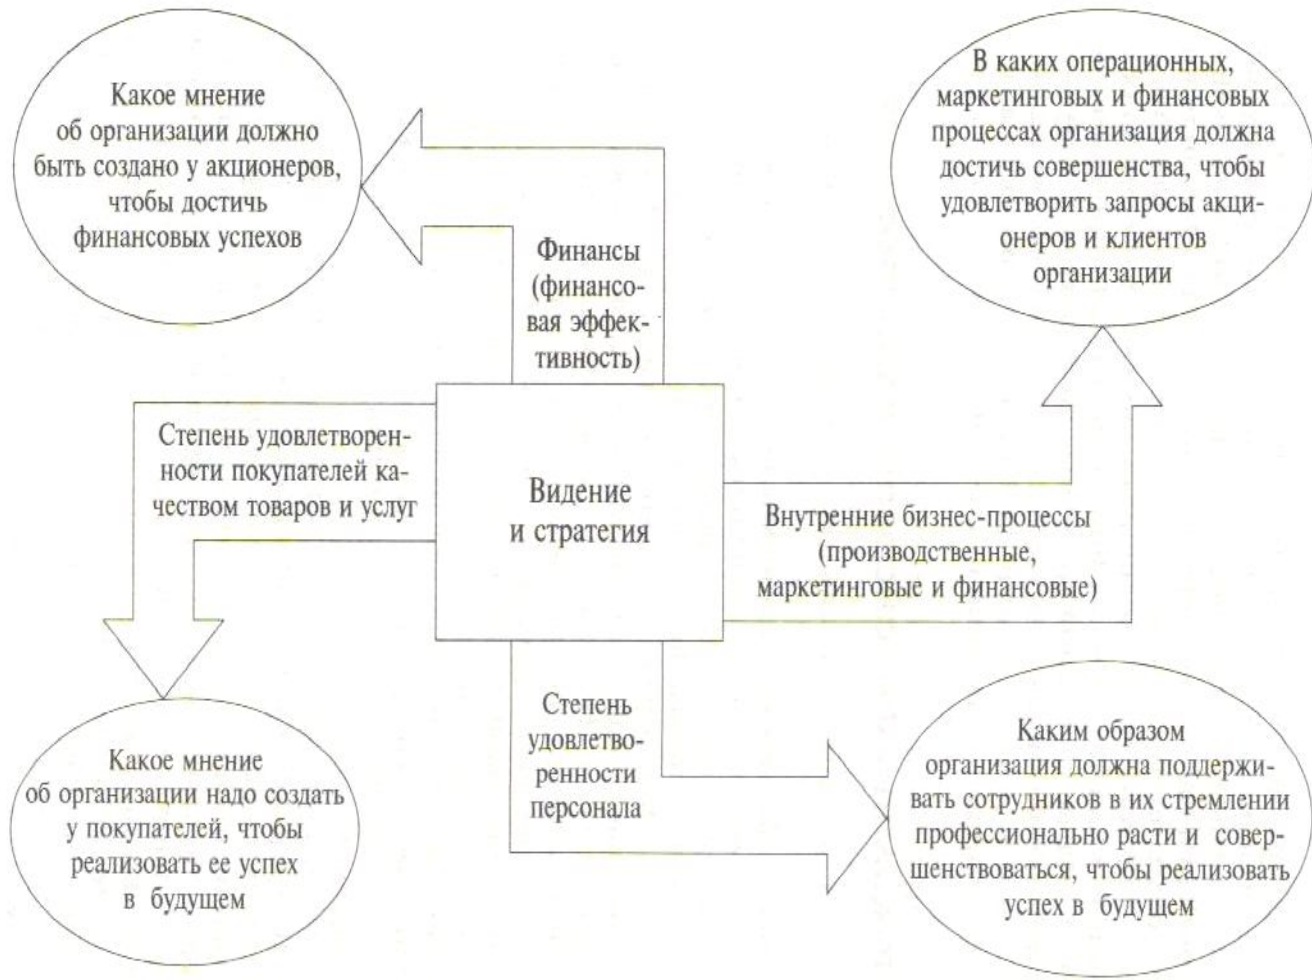 Какое мнение
об организации должно
быть создано у акционеров,
чтобы достичь
финансовых успехов
В каких операционных,
маркетинговых и финансовых
процессах организация должна
достичь совершенства, чтобы
удовлетворить запросы акци-
онеров и клиентов
организации
Финансы
(финансо-
вая эффек-
тивность)
Степень удовлетворен-
ности покупателей ка-
чеством товаров и услуг
Видение
и стратегия
Внутренние бизнес-процессы
(производственные,
маркетинговые и финансовые)
Степень
удовлетво-
ренности
персонала
Какое мнение
об организации надо создать
у покупателей, чтобы
реализовать ее успех
в будущем
Каким образом
организация должна поддержи-
вать сотрудников в их стремлении
профессионально расти и совер-
шенствоваться, чтобы реализовать
успех в будущем